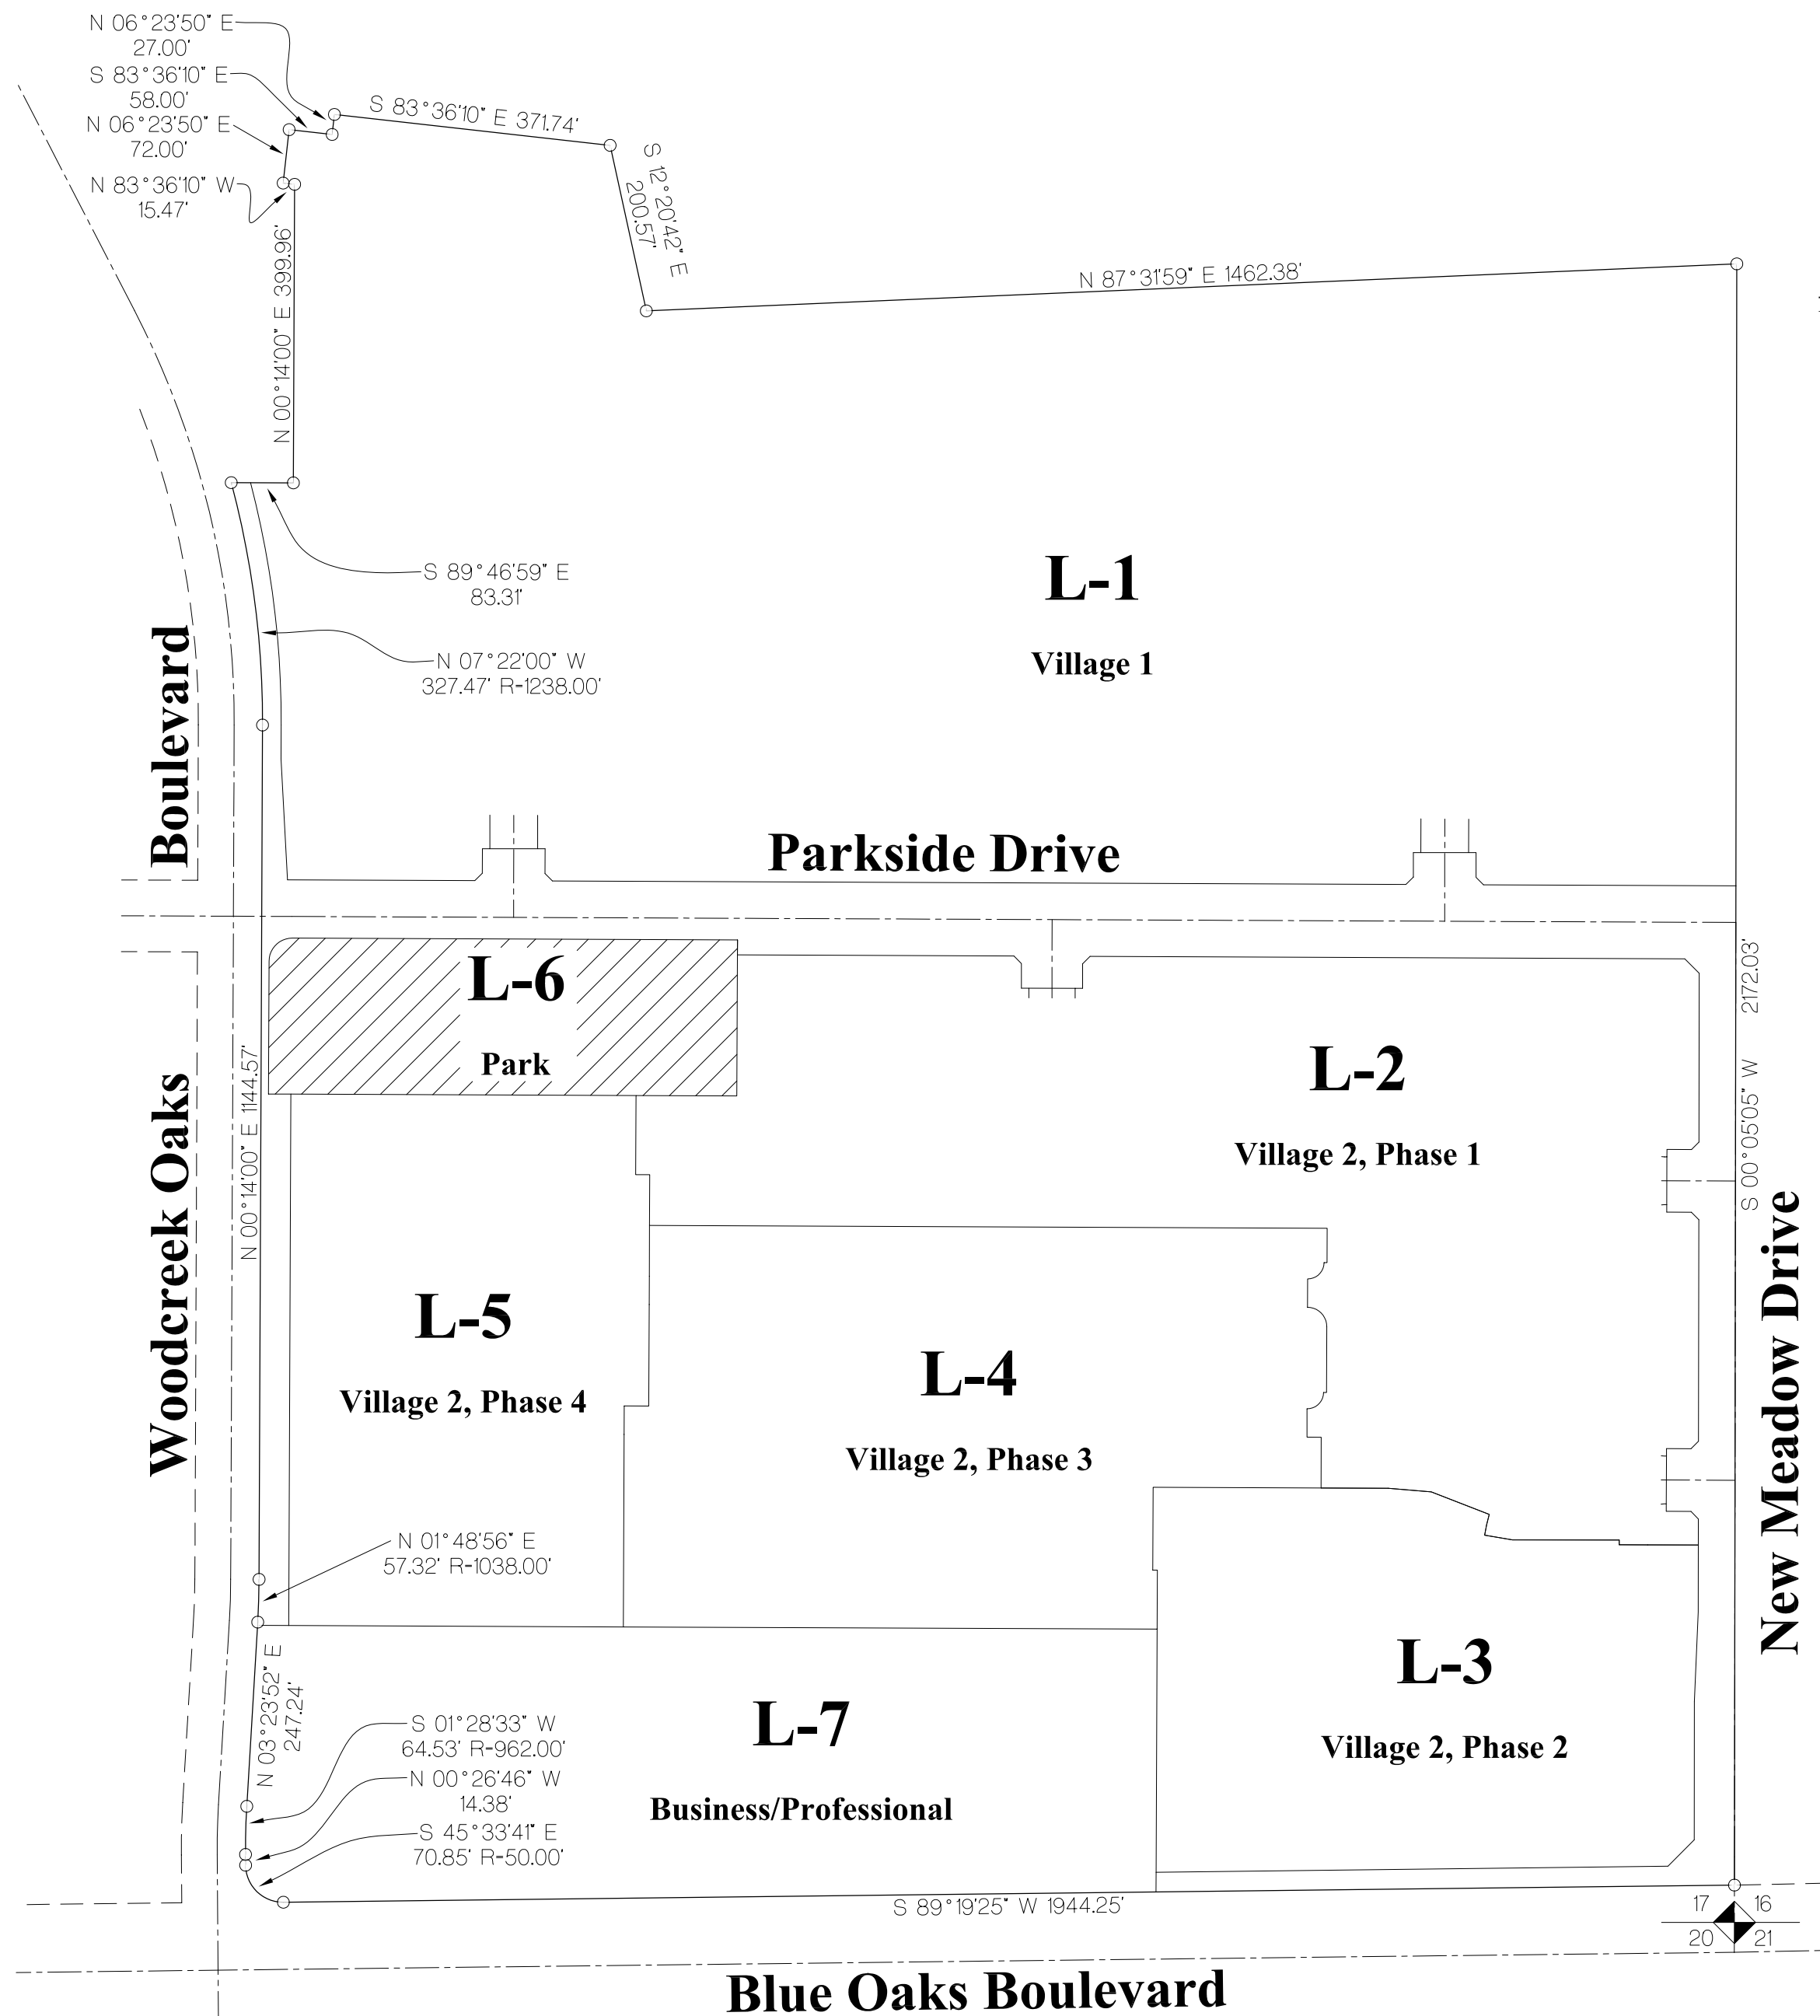 N 06°23'50" E
27.00'
S 83°36'10" E
58.00'
N 06°23'50" E
72.00'
N 83°36'10" W
15.47'
S 83°36'10" E 371.74'
S 12°20'42" E
200.57'
N 87°31'59" E 1462.38'
N 00°14'00" E 399.96'
S 89°46'59" E
83.31'
N 07°22'00" W
327.47' R-1238.00'
L-1
Village 1
Boulevard
Parkside Drive
L-6
Park
L-2
Village 2, Phase 1
S 00°05'05" W 2172.03'
N 00°14'00" E 1144.57'
Woodcreek Oaks
New Meadow Drive
L-5
Village 2, Phase 4
L-4
Village 2, Phase 3
N 01°48'56" E
57.32' R-1038.00'
L-3
Village 2, Phase 2
N 03°23'52" E
247.24'
L-7
Business/Professional
S 01°28'33" W
64.53' R-962.00'
N 00°26'46" W
14.38'
S 45°33'41" E
70.85' R-50.00'
S 89°19'25" W 1944.25'
17 16
20 21
Blue Oaks Boulevard